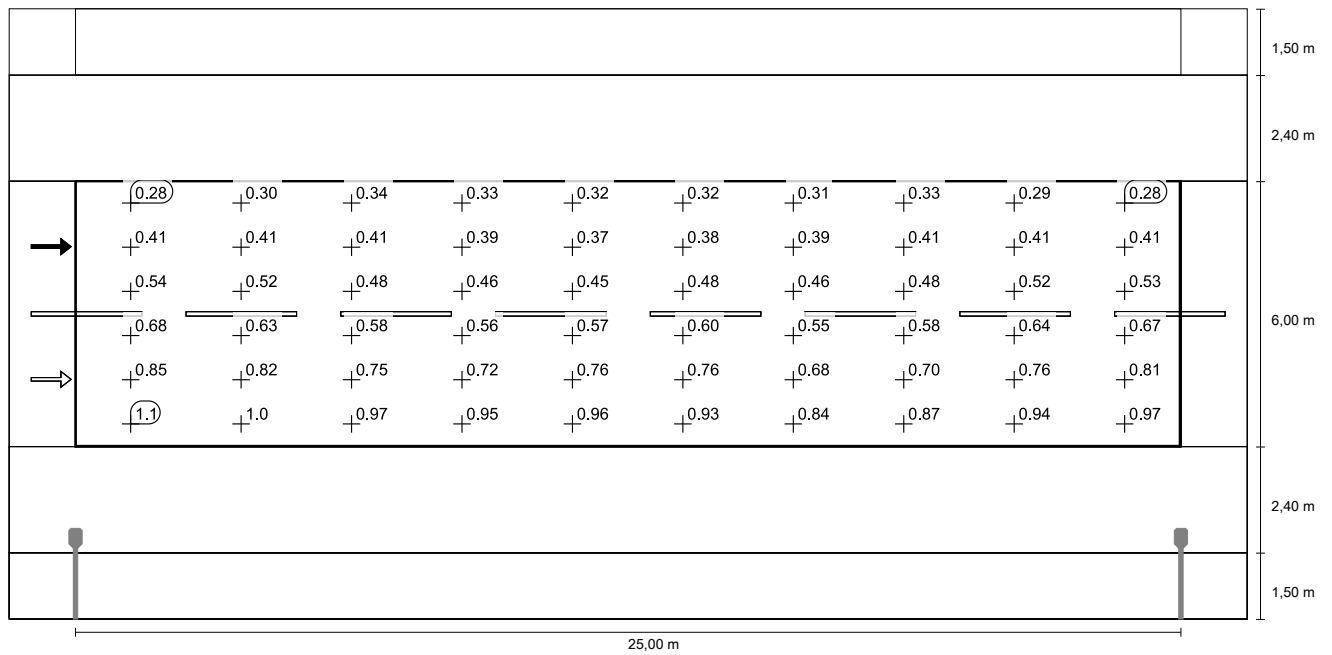 1,50 m
2,40 m
0.28 0.30 0.34 0.33 0.32 0.32 0.31 0.33 0.29 0.28
0.41 0.41 0.41 0.39 0.37 0.38 0.39 0.41 0.41 0.41
0.54 0.52 0.48 0.46 0.45 0.48 0.46 0.48 0.52 0.53
6,00 m
0.68 0.63 0.58 0.56 0.57 0.60 0.55 0.58 0.64 0.67
0.85 0.82 0.75 0.72 0.76 0.76 0.68 0.70 0.76 0.81
1.1 1.0 0.97 0.95 0.96 0.93 0.84 0.87 0.94 0.97
2,40 m
1,50 m
25,00 m